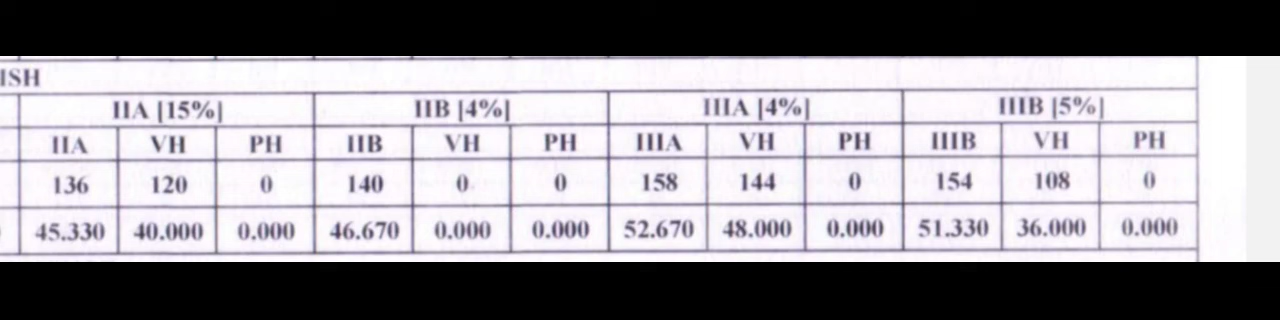 ISH
IIA [15%] IIB [4%] IIIA [4%] IIIB [5%]
IIA VH PH IIB VH PH IIIA VH PH IIIB VH PH
136 120 0 140 0 0 158 144 0 154 108 0
45.330 40.000 0.000 46.670 0.000 0.000 52.670 48.000 0.000 51.330 36.000 0.000